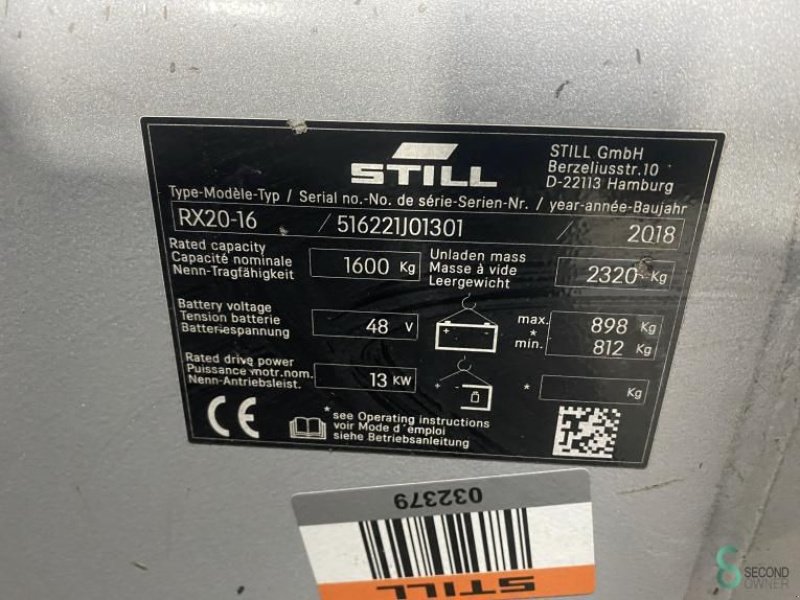 STILL
STILL GmbH
Berzeliusstr.10
D-22113 Hamburg
Type-Modèle-Typ / Serial no.-No. de série-Serien-Nr. / year-année-Baujahr
RX20-16 / 516221J01301 / 2018
Rated capacity
Capacité nominale
Nenn-Tragfähigkeit
1600 Kg
Unladen mass
Masse à vide
Leergewicht
2320 Kg
Battery voltage
Tension batterie
Batteriespannung
48 V
max.
*
min.
898 Kg
812 Kg
Rated drive power
Puissance motr.nom.
Nenn-Antriebsleist.
13 KW
* Kg
CE
*see Operating instructions
voir Mode d´emploi
siehe Betriebsanleitung
032379
STILL
SECOND
OWNER